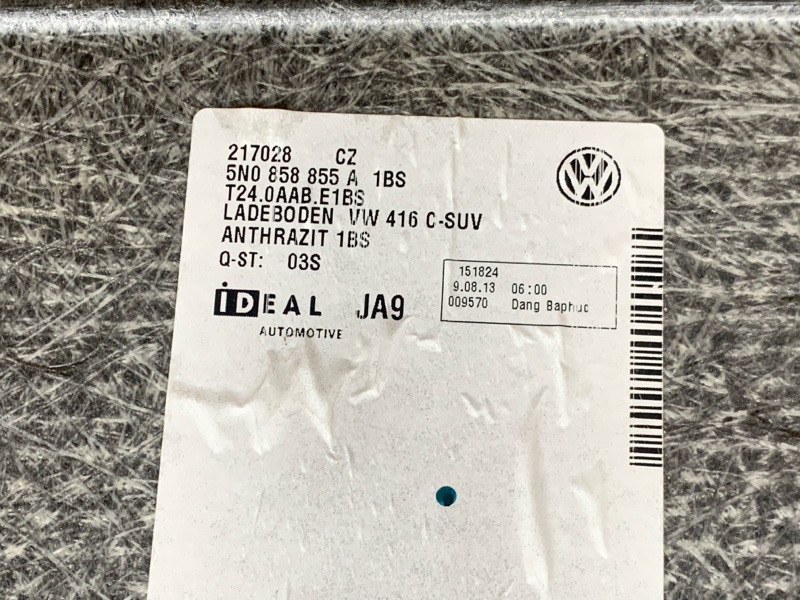 217028 CZ
5N0 858 855 A 1BS
T24.0AAB.E1BS
LADEBODEN VW 416 C-SUV
ANTHRAZIT 1BS
Q-ST: 03S
iDEAL JA9
AUTOMOTIVE
151824
9.08.13 06:00
009570 Dang Baphuc